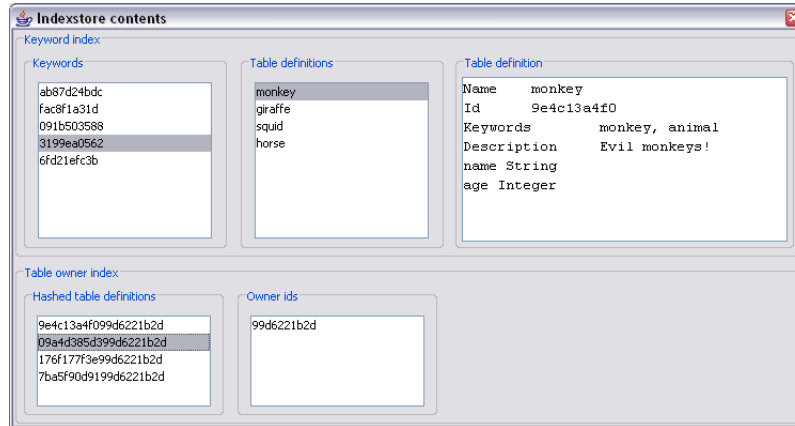 Indexstore contents
Keyword index
Keywords
ab87d24bdc
fac8f1a31d
091b503588
3199ea0562
6fd21efc3b
Table definitions
monkey
giraffe
squid
horse
Table definition
Name monkey
Id 9e4c13a4f0
Keywords monkey, animal
Description Evil monkeys!
name String
age Integer
Table owner index
Hashed table definitions
9e4c13a4f099d6221b2d
09a4d385d399d6221b2d
176f177f3e99d6221b2d
7ba5f90d9199d6221b2d
Owner ids
99d6221b2d